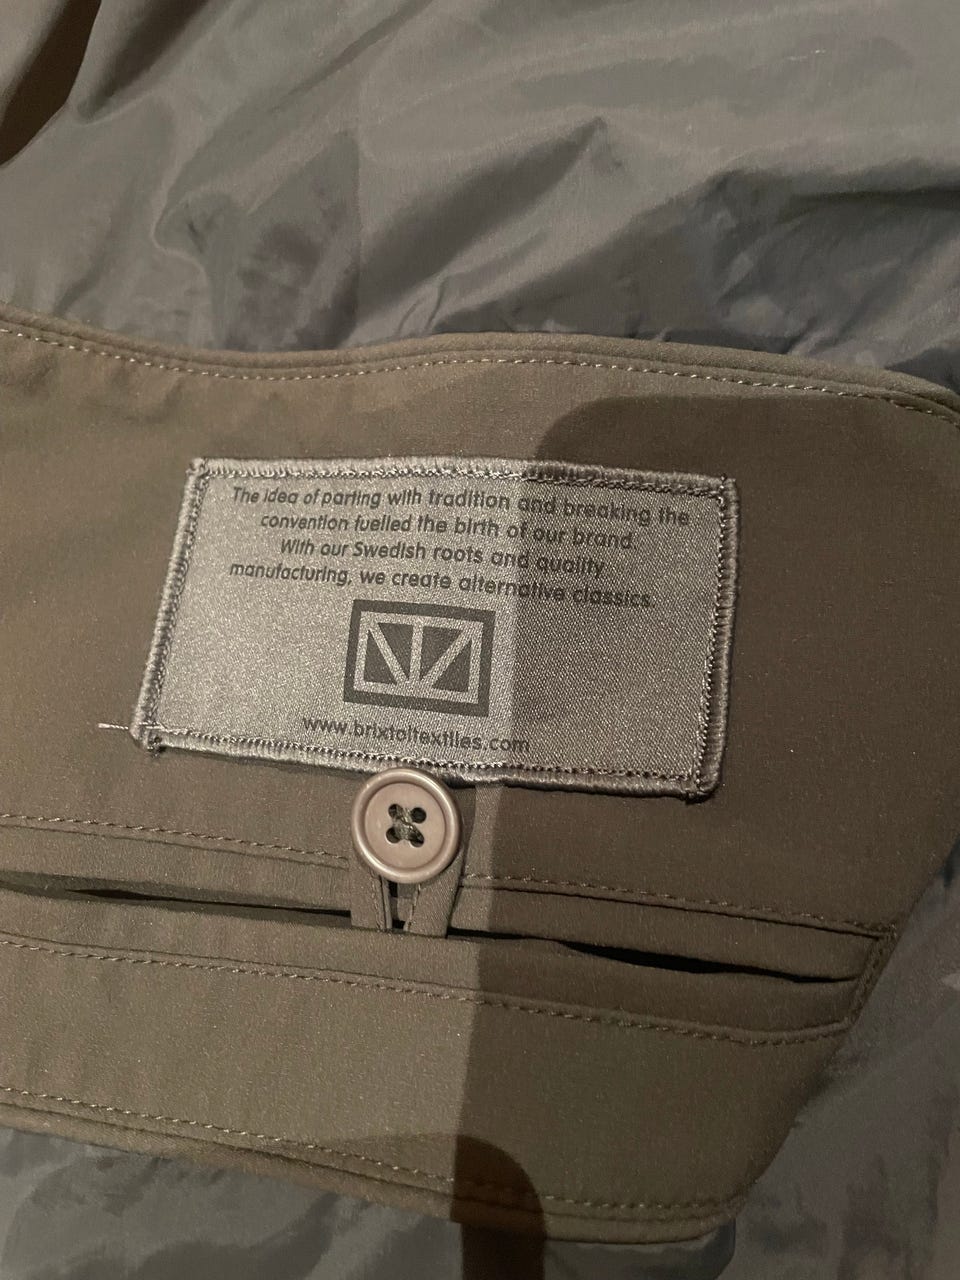 The idea of parting with tradition and breaking the
convention fuelled the birth of our brand.
With our Swedish roots and quality
manufacturing, we create alternative classics.
www.brixtoltextiles.com